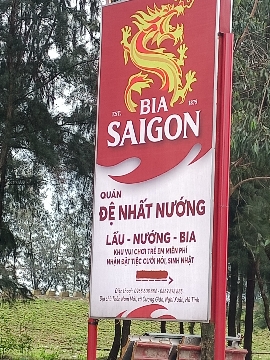 BIA
EST. 1875
SAIGON
QUÁN
ĐỆ NHẤT NƯỚNG
LẨU - NƯỚNG - BIA
KHU VUI CHƠI TRẺ EM MIỄN PHÍ
NHẬN ĐẶT TIỆC CƯỚI HỎI, SINH NHẬT